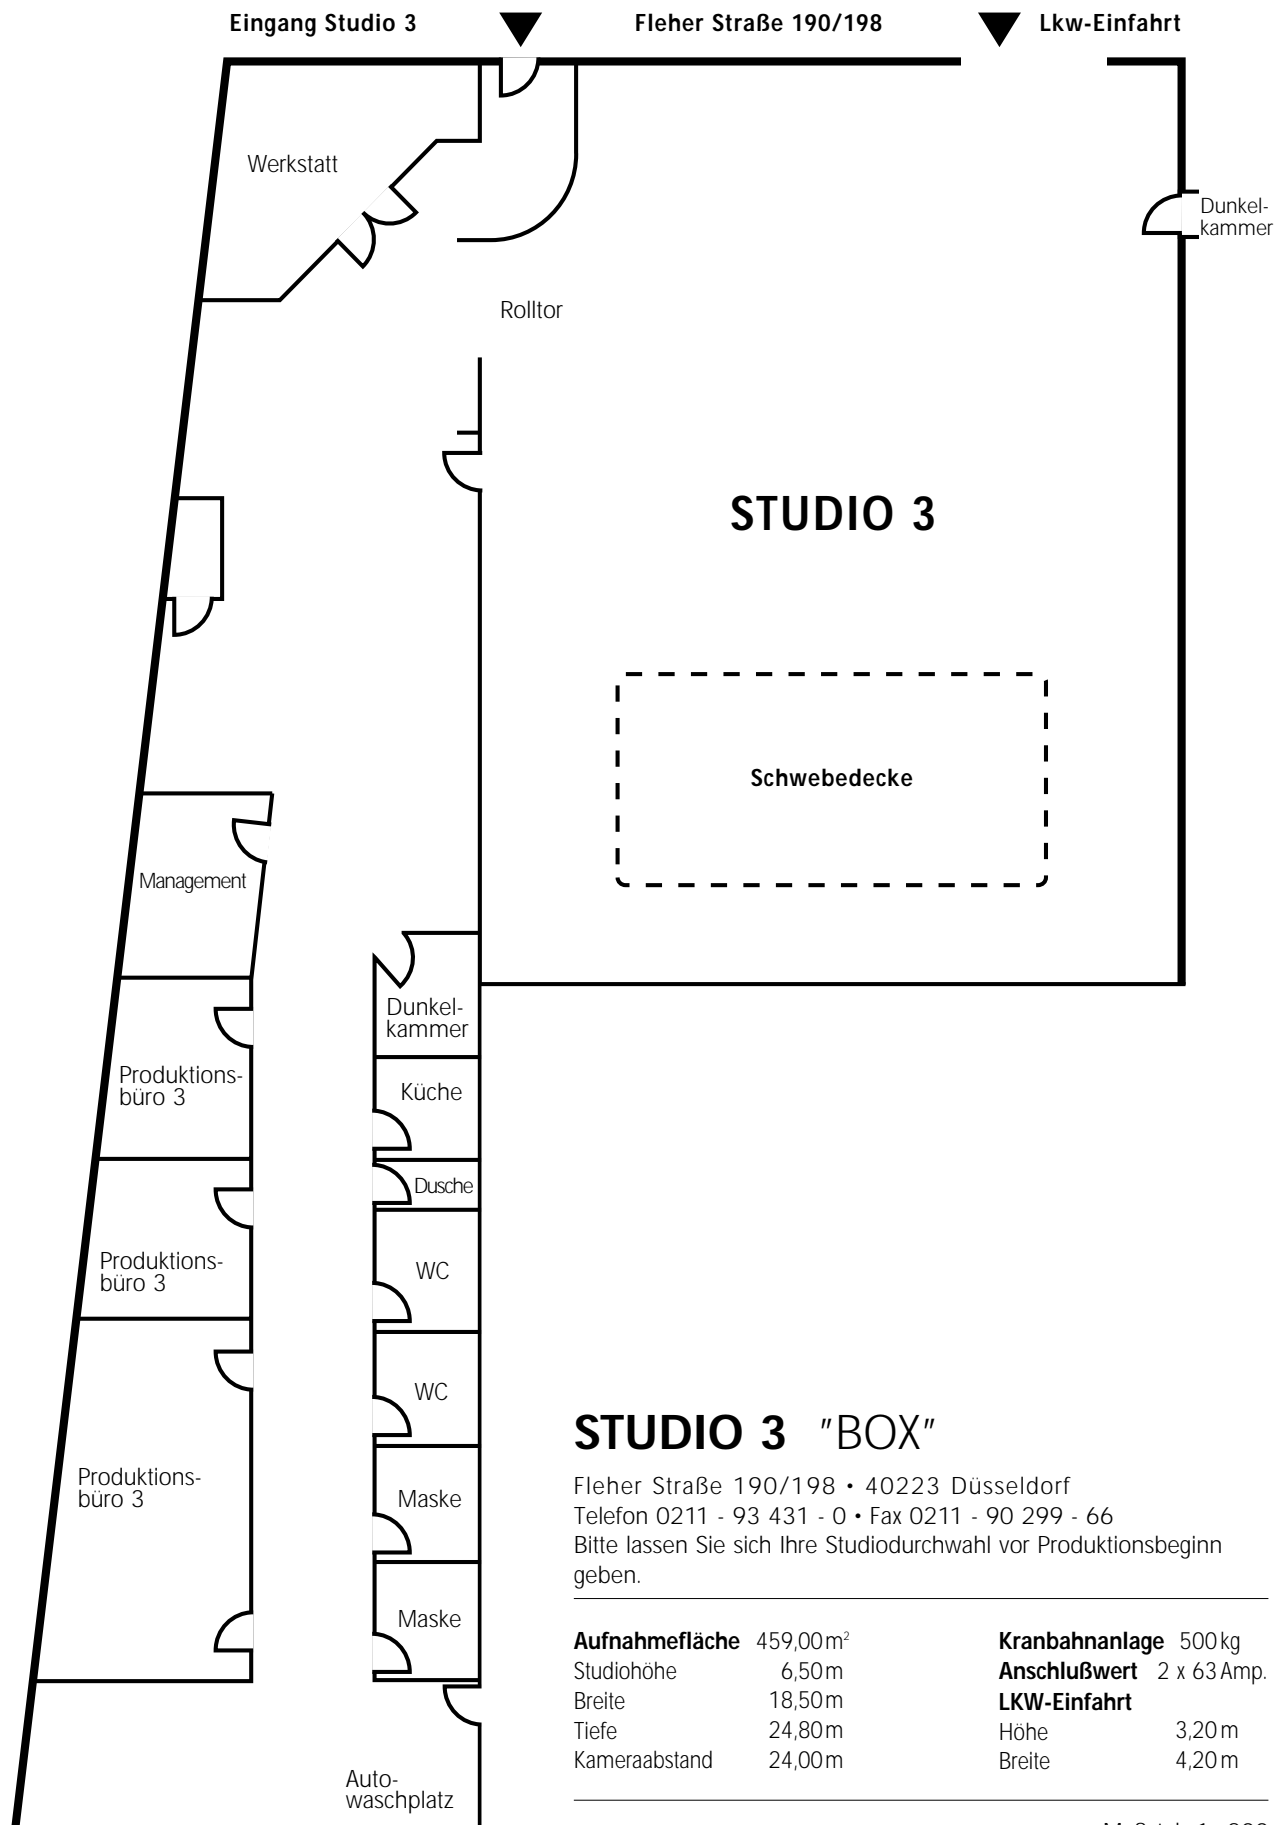 Eingang Studio 3
Fleher Straße 190/198
Lkw-Einfahrt
Werkstatt
Dunkel-
kammer
Rolltor
STUDIO 3
Schwebedecke
Management
Dunkel-
kammer
Produktions-
büro 3
Küche
Dusche
Produktions-
büro 3
WC
WC
Produktions-
büro 3
Maske
Maske
Auto-
waschplatz
STUDIO 3 "BOX"
Fleher Straße 190/198 • 40223 Düsseldorf
Telefon 0211 - 93 431 - 0 • Fax 0211 - 90 299 - 66
Bitte lassen Sie sich Ihre Studiodurchwahl vor Produktionsbeginn
geben.
Aufnahmefläche 459,00 m²
Studiohöhe 6,50 m
Breite 18,50 m
Tiefe 24,80 m
Kameraabstand 24,00 m
Kranbahnanlage 500 kg
Anschlußwert 2 x 63 Amp.
LKW-Einfahrt
Höhe 3,20 m
Breite 4,20 m